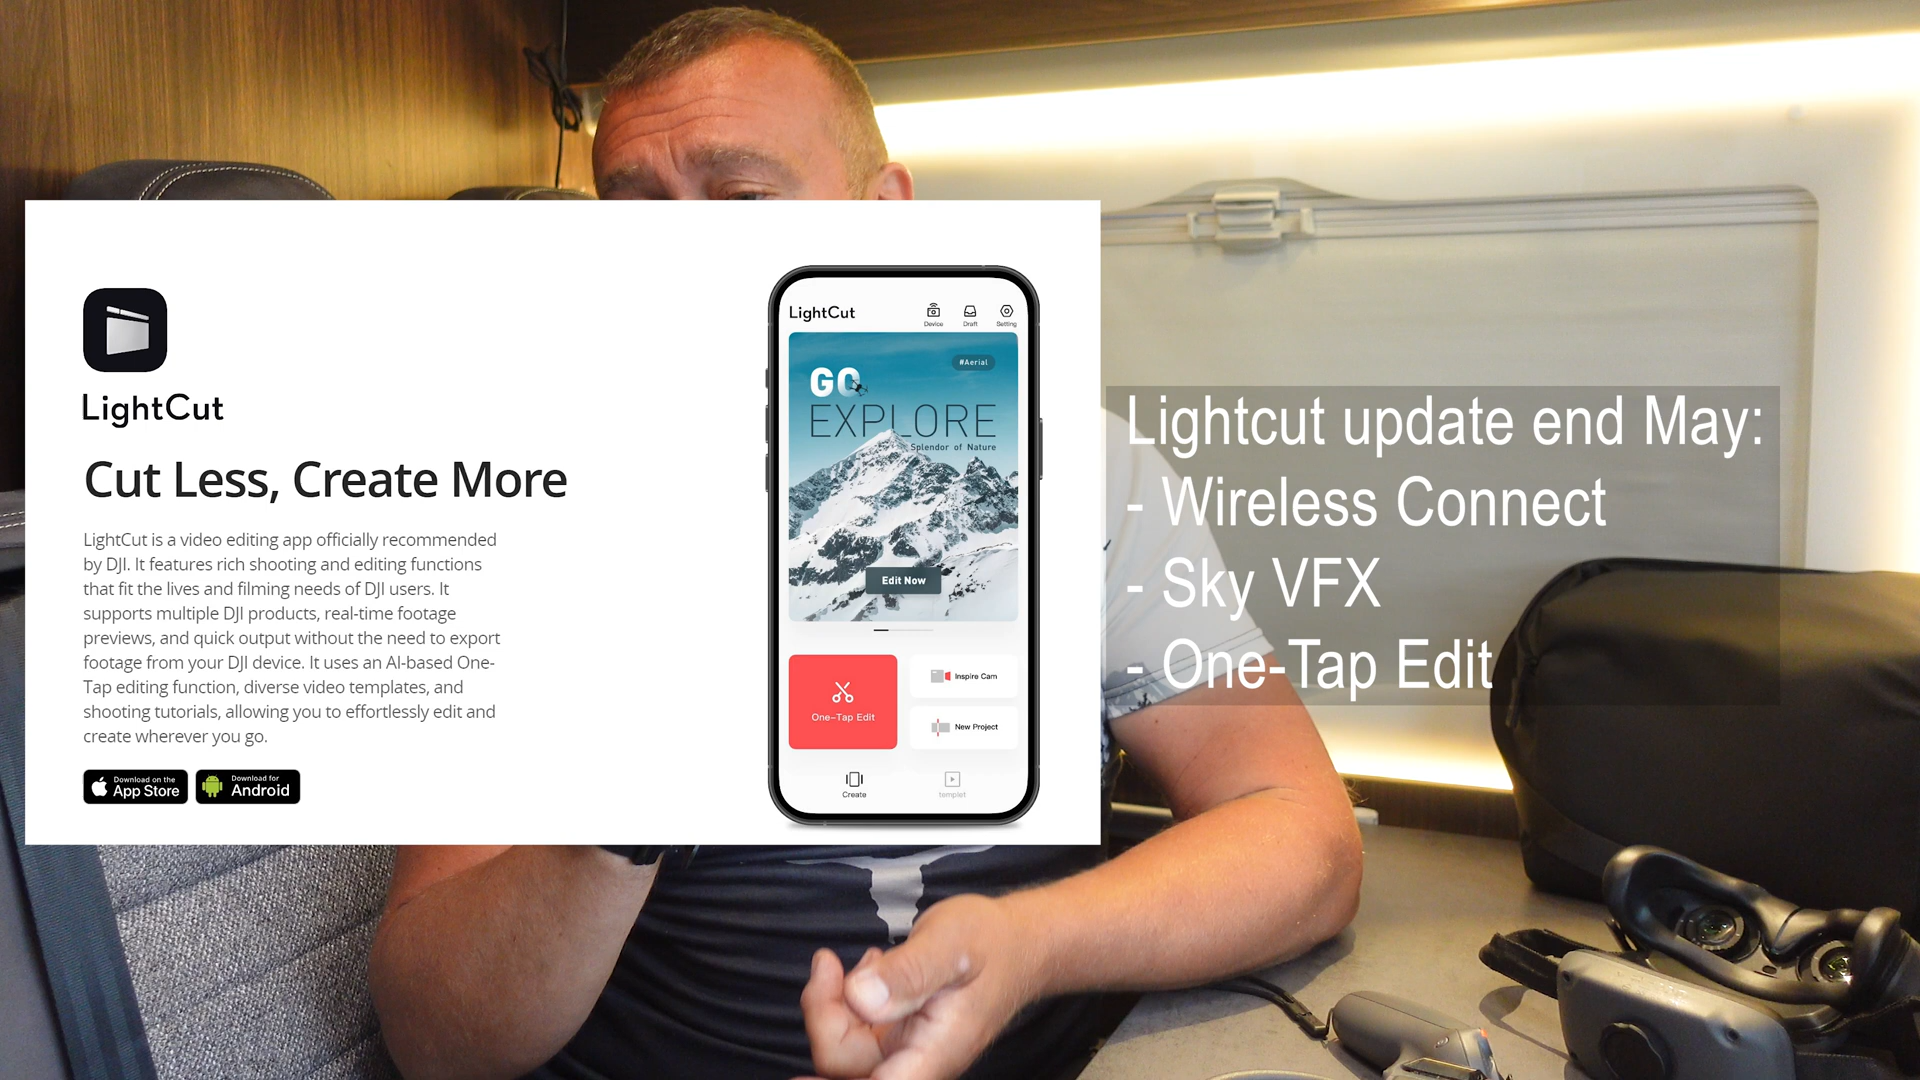 LightCut
Cut Less, Create More
LightCut is a video editing app officially recommended
by DJI. It features rich shooting and editing functions
that fit the lives and filming needs of DJI users. It
supports multiple DJI products, real-time footage
previews, and quick output without the need to export
footage from your DJI device. It uses an AI-based One-
Tap editing function, diverse video templates, and
shooting tutorials, allowing you to effortlessly edit and
create wherever you go.
Download on the
App Store
Download for
Android
LightCut
Device
Draft
Setting
#Aerial
GO
EXPLORE
Splendor of Nature
Edit Now
One-Tap Edit
Inspire Cam
New Project
Create
templet
Lightcut update end May:
- Wireless Connect
- Sky VFX
- One-Tap Edit